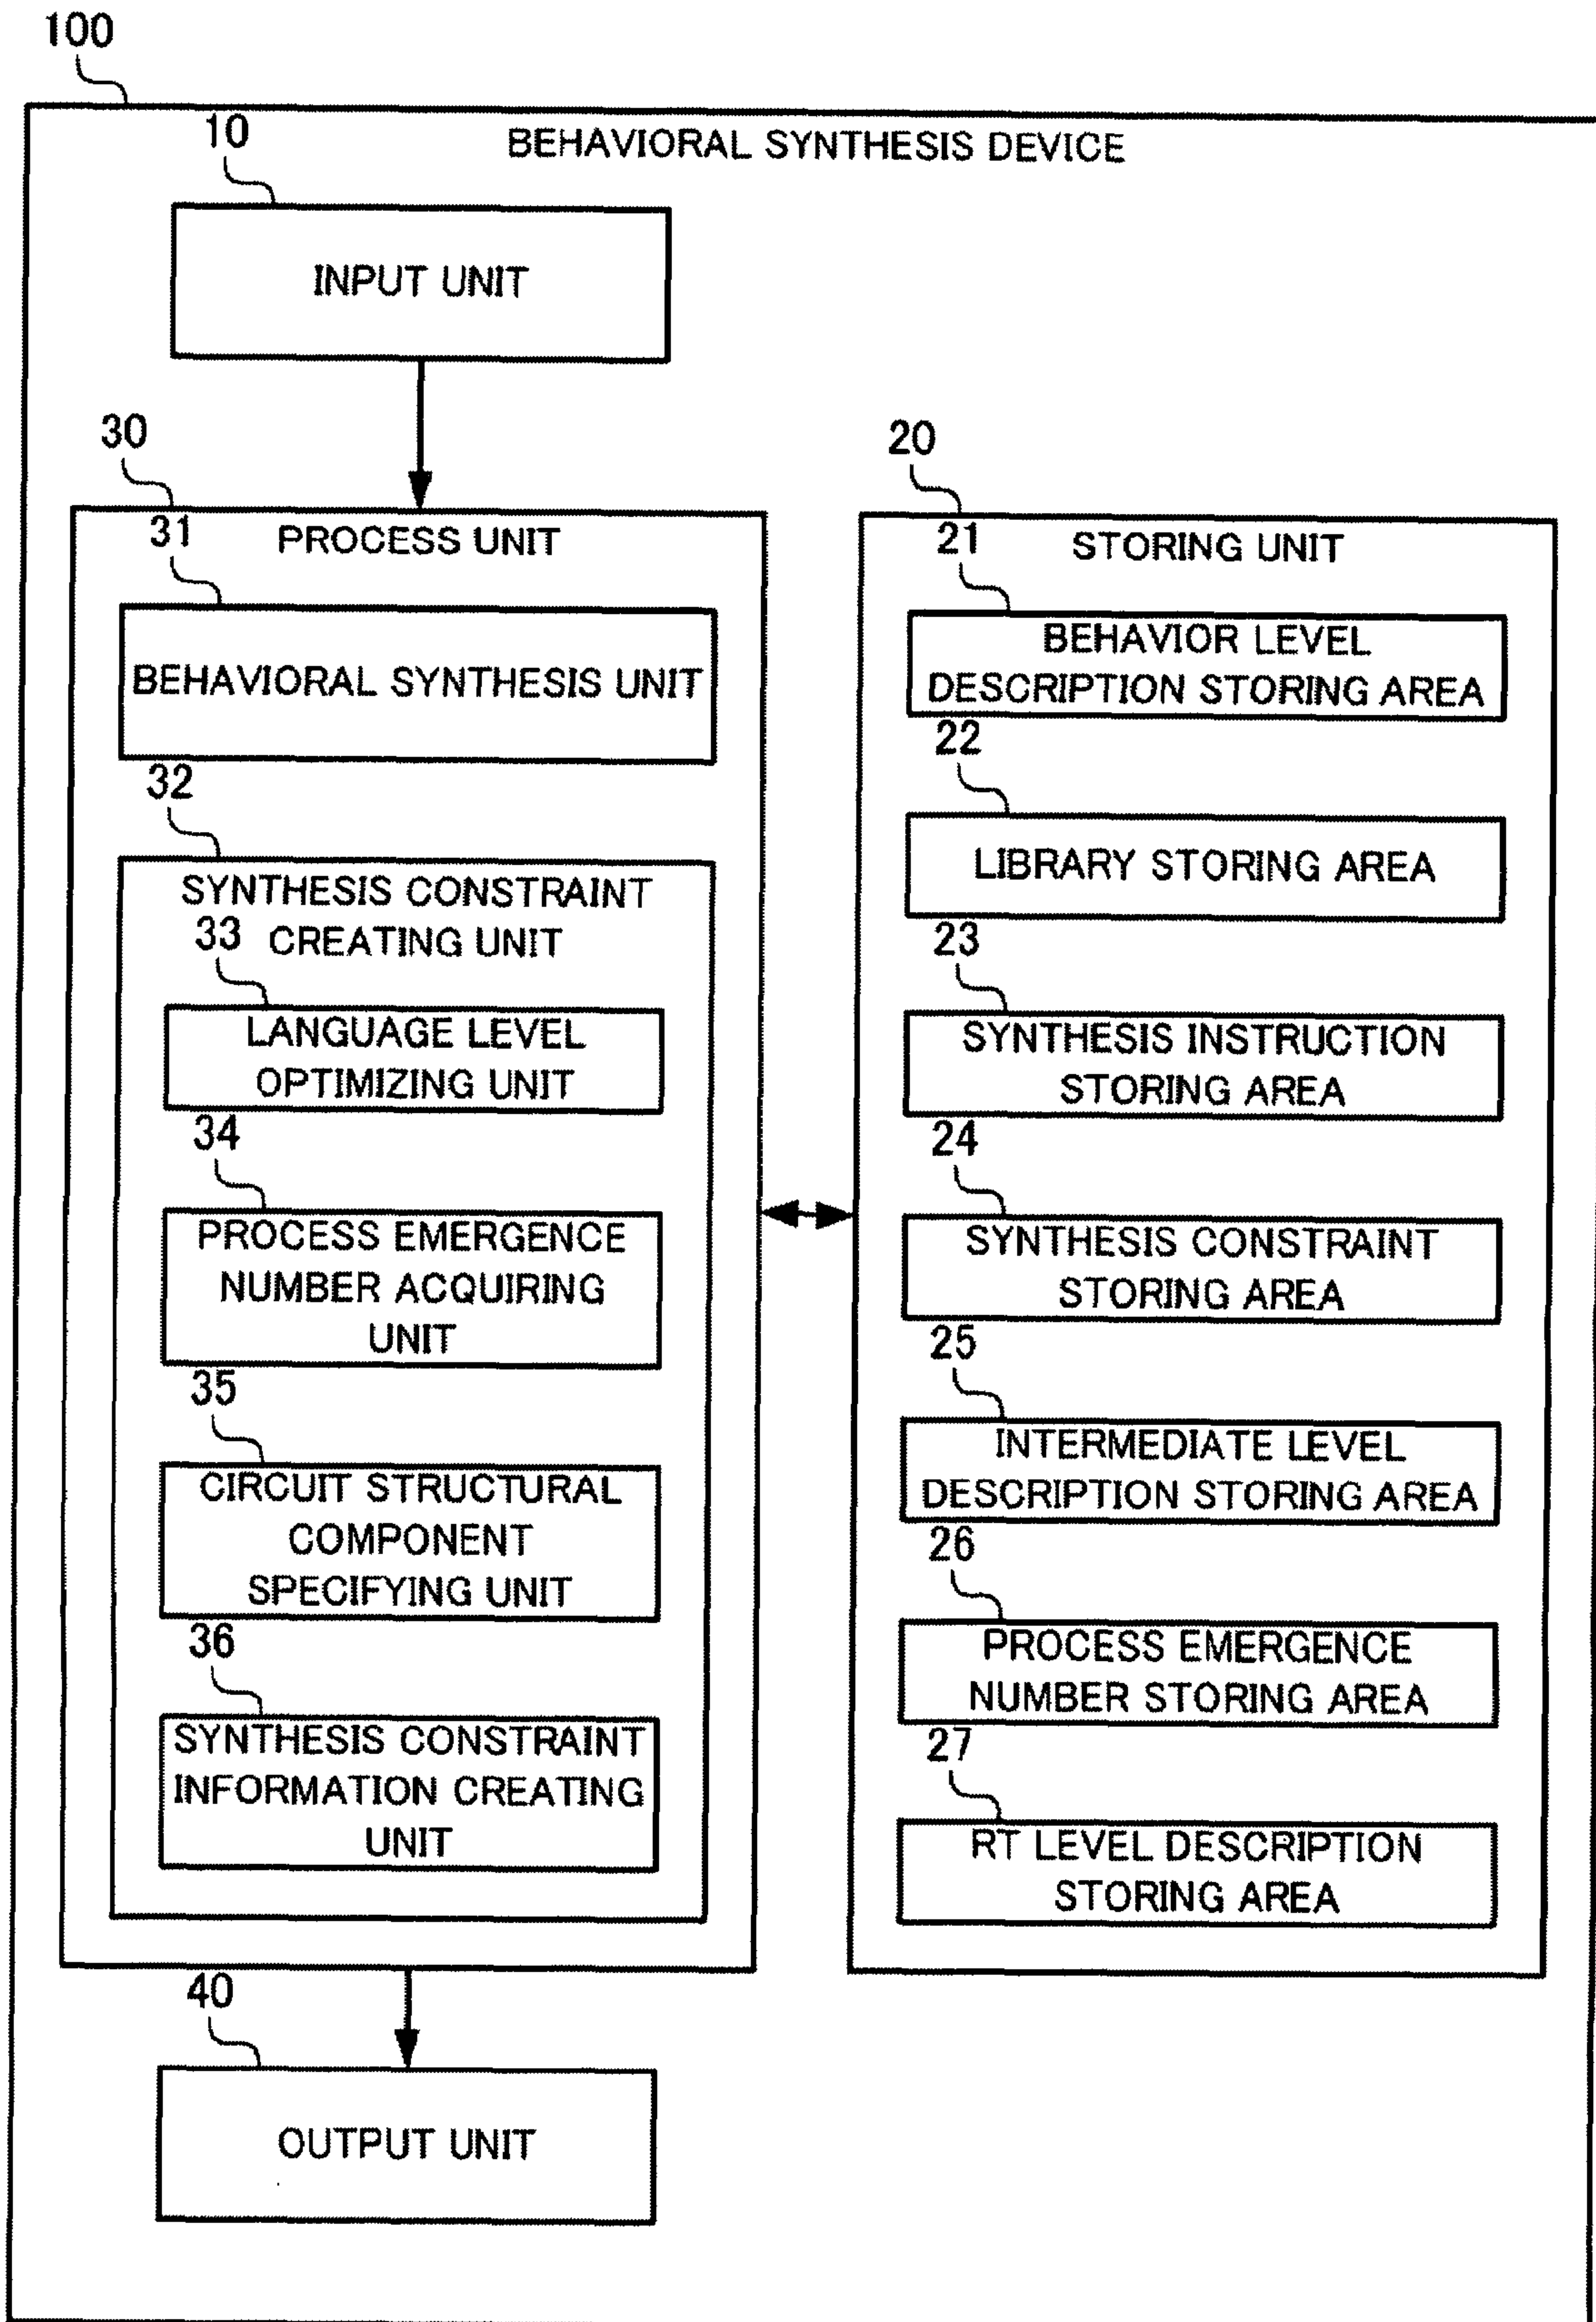 100
10
BEHAVIORAL SYNTHESIS DEVICE
INPUT UNIT
30
31
PROCESS UNIT
BEHAVIORAL SYNTHESIS UNIT
32
SYNTHESIS CONSTRAINT
33 CREATING UNIT
LANGUAGE LEVEL
OPTIMIZING UNIT
34
PROCESS EMERGENCE
NUMBER ACQUIRING
UNIT
35
CIRCUIT STRUCTURAL
COMPONENT
SPECIFYING UNIT
36
SYNTHESIS CONSTRAINT
INFORMATION CREATING
UNIT
20
21
STORING UNIT
BEHAVIOR LEVEL
DESCRIPTION STORING AREA
22
LIBRARY STORING AREA
23
SYNTHESIS INSTRUCTION
STORING AREA
24
SYNTHESIS CONSTRAINT
STORING AREA
25
INTERMEDIATE LEVEL
DESCRIPTION STORING AREA
26
PROCESS EMERGENCE
NUMBER STORING AREA
27
RT LEVEL DESCRIPTION
STORING AREA
40
OUTPUT UNIT